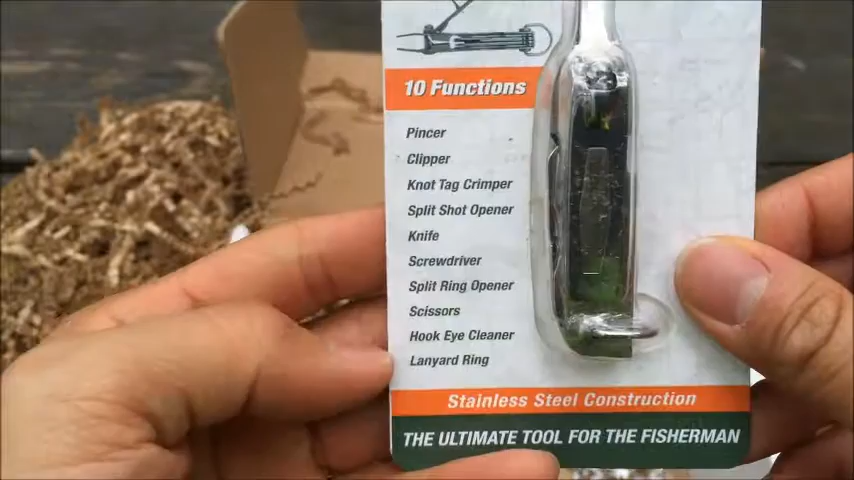 10 Functions
Pincer
Clipper
Knot Tag Crimper
Split Shot Opener
Knife
Screwdriver
Split Ring Opener
Scissors
Hook Eye Cleaner
Lanyard Ring
Stainless Steel Construction
THE ULTIMATE TOOL FOR THE FISHERMAN